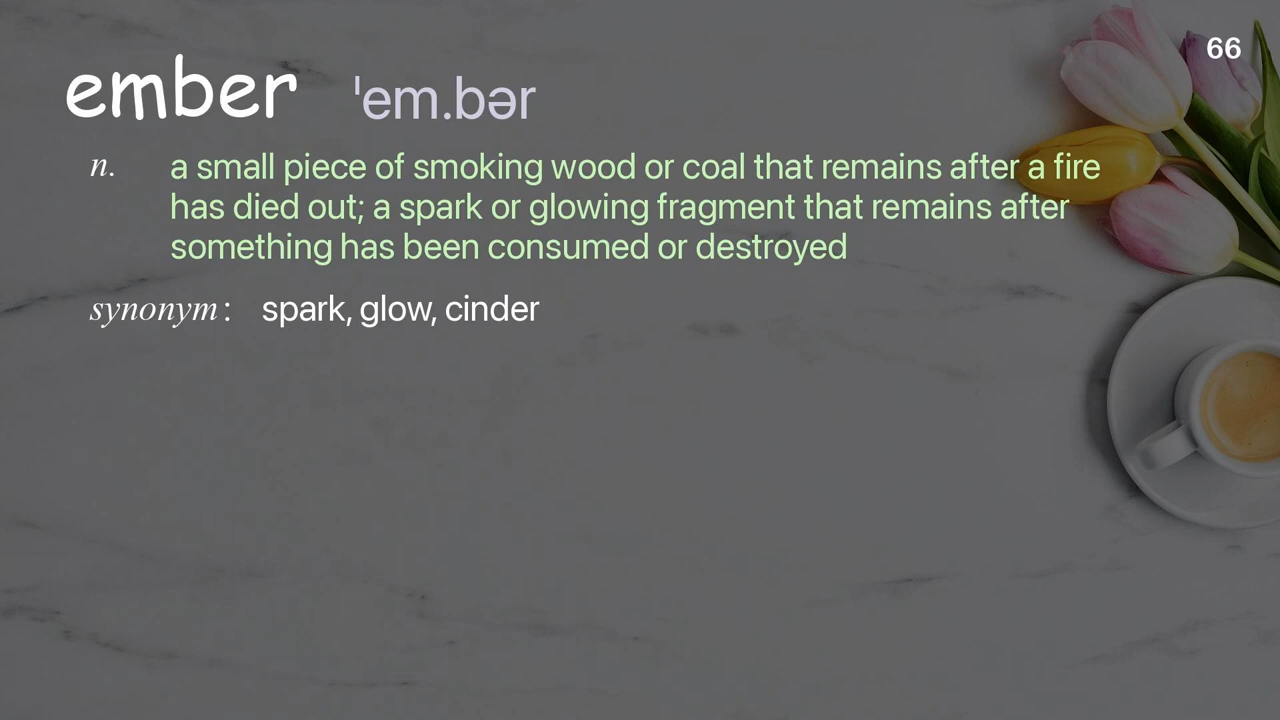 66
ember ˈem.bər
n. a small piece of smoking wood or coal that remains after a fire
has died out; a spark or glowing fragment that remains after
something has been consumed or destroyed
synonym: spark, glow, cinder